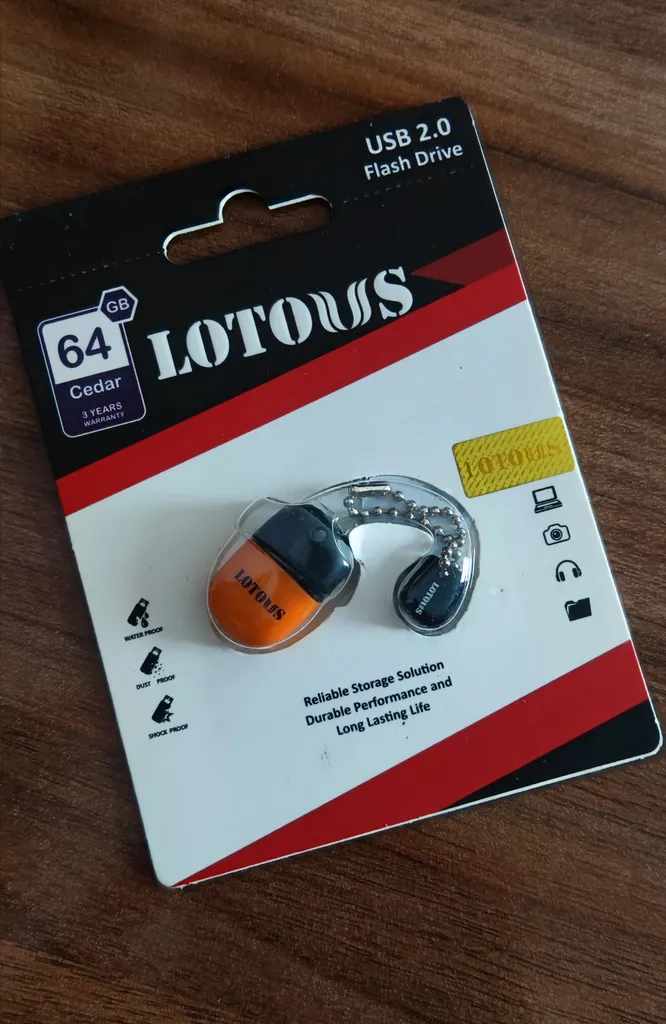 USB 2.0
Flash Drive
GB
64
Cedar
3 YEARS
WARRANTY
LOTOUS
LOTOUS
LOTOUS
LOTOUS
WATER PROOF
DUST PROOF
SHOCK PROOF
Reliable Storage Solution
Durable Performance and
Long Lasting Life